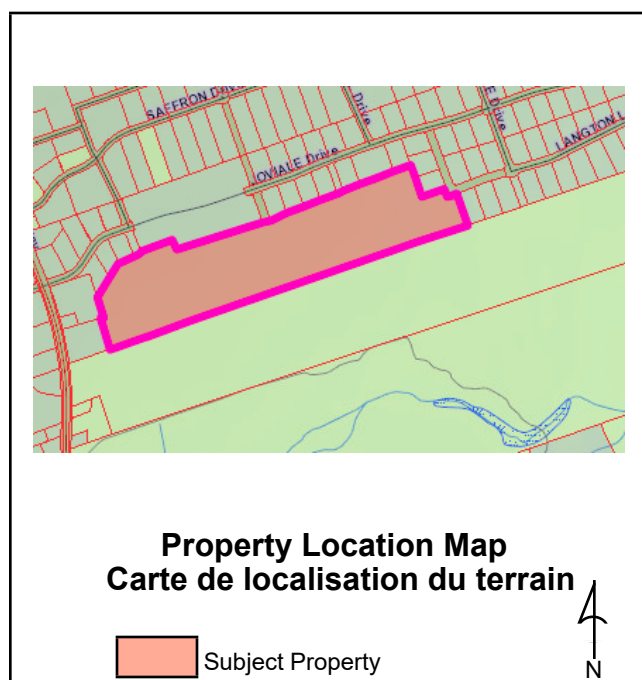 SAFFRON DRIVE
Drive
E Drive
LANGTON L
OVIALE Drive
Property Location Map
Carte de localisation du terrain
Subject Property
N